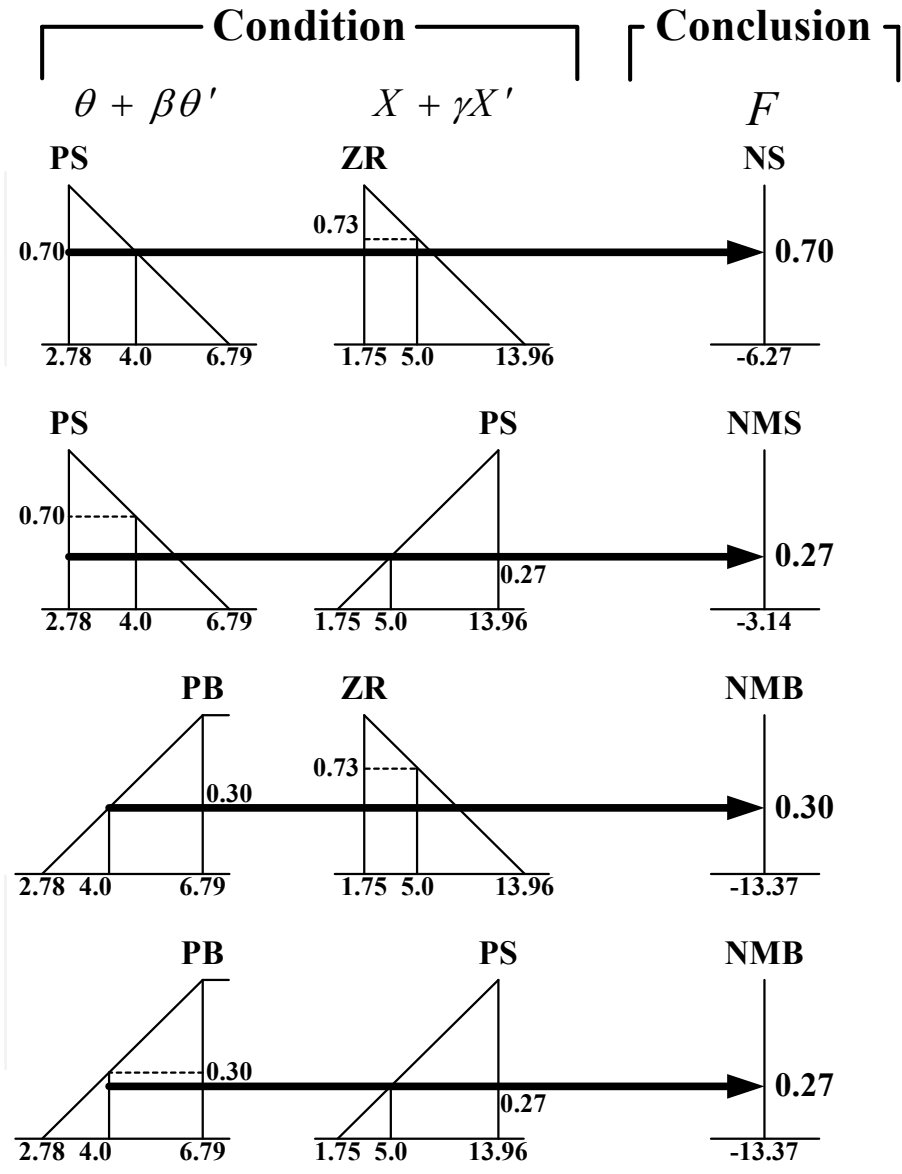 Condition Conclusion
θ + βθ' X + γX' F
PS ZR NS
0.73
0.70 0.70
2.78 4.0 6.79 1.75 5.0 13.96 -6.27
PS PS NMS
0.70
0.27 0.27
2.78 4.0 6.79 1.75 5.0 13.96 -3.14
PB ZR NMB
0.73
0.30 0.30
2.78 4.0 6.79 1.75 5.0 13.96 -13.37
PB PS NMB
0.30 0.27
0.27
2.78 4.0 6.79 1.75 5.0 13.96 -13.37